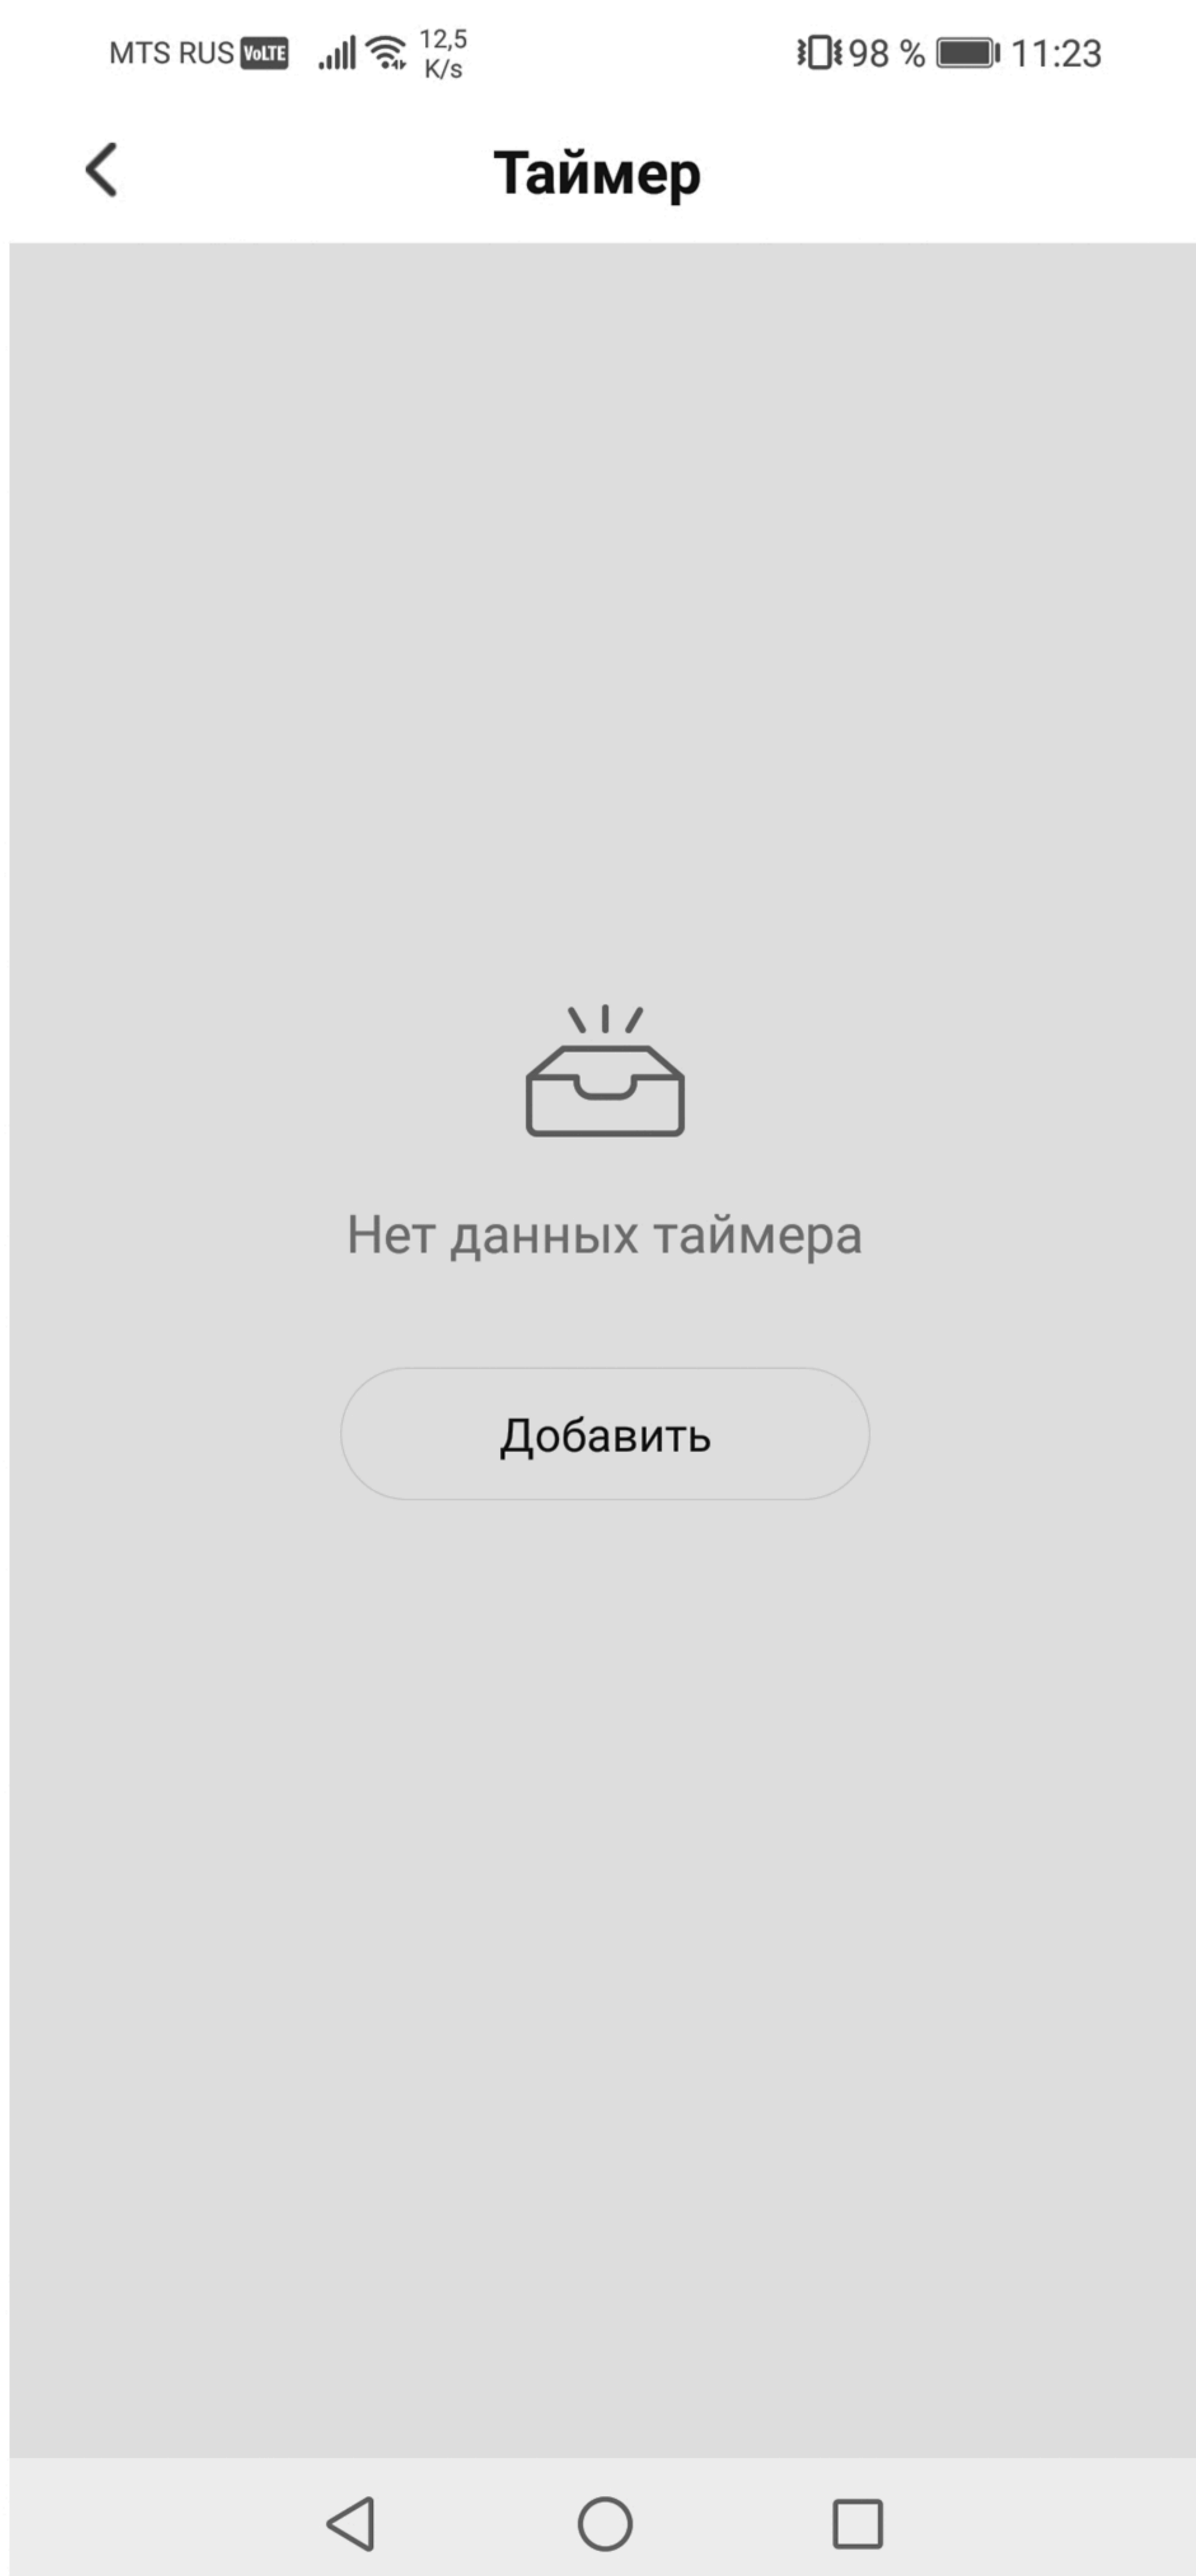 MTS RUS VoLTE 12,5 K/s 98 % 11:23
Таймер
Нет данных таймера
Добавить